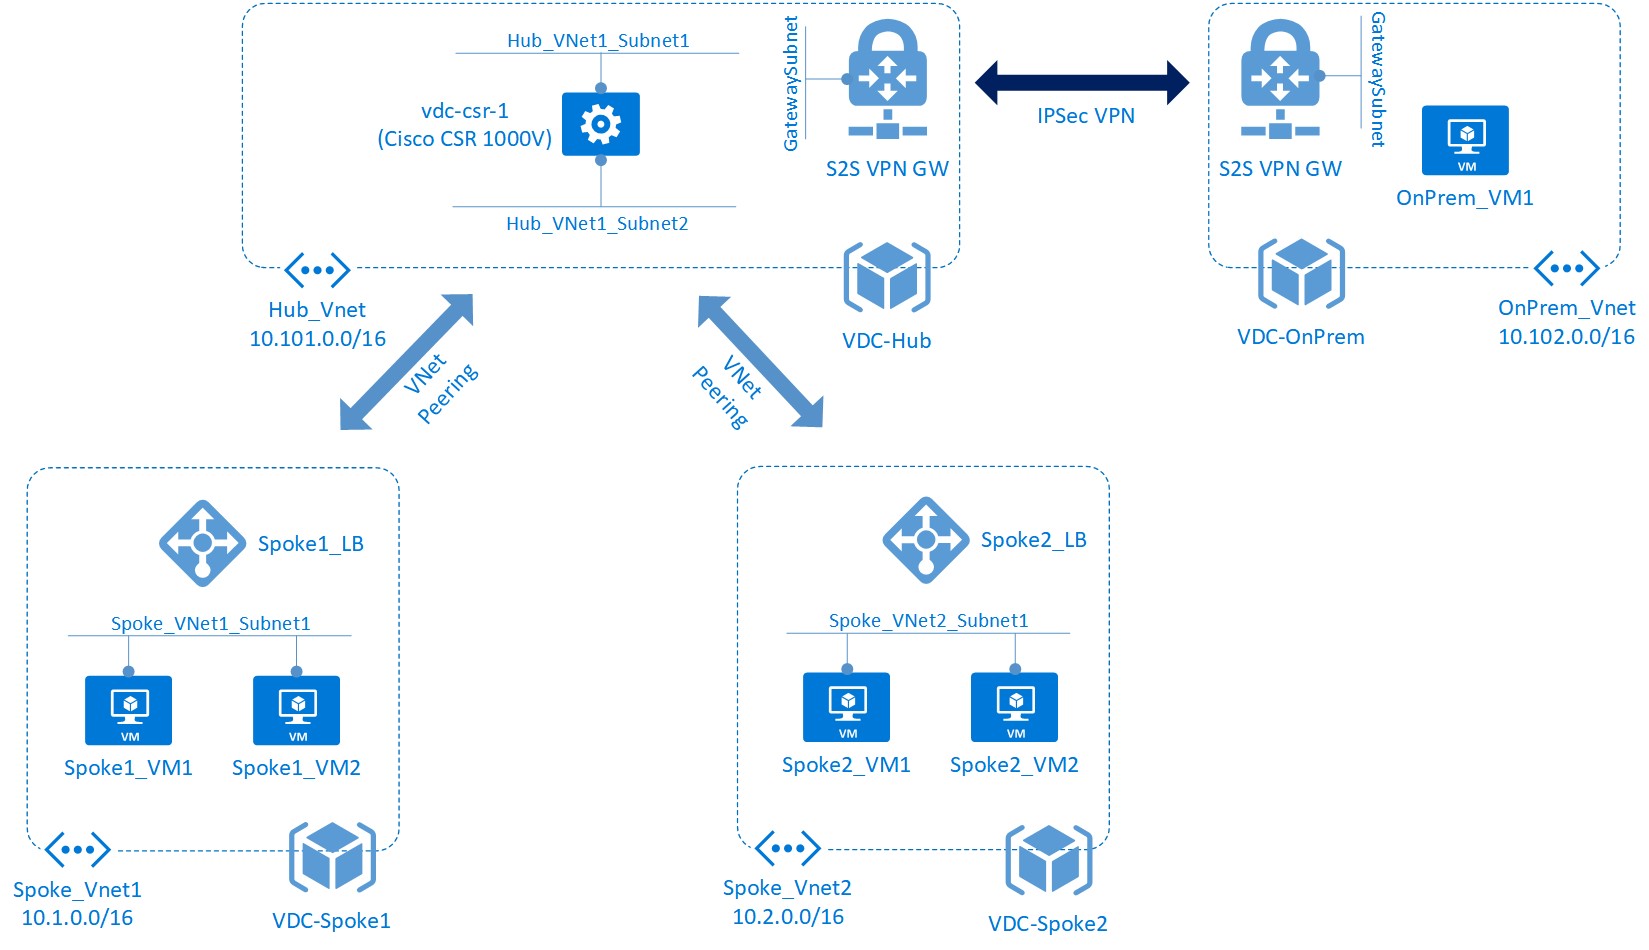 Hub_VNet1_Subnet1
vdc-csr-1
(Cisco CSR 1000V)
Hub_VNet1_Subnet2
GatewaySubnet
S2S VPN GW
Hub_Vnet
10.101.0.0/16
VDC-Hub
IPSec VPN
GatewaySubnet
S2S VPN GW
VM
OnPrem_VM1
VDC-OnPrem
OnPrem_Vnet
10.102.0.0/16
VNet
Peering
VNet
Peering
Spoke1_LB
Spoke_VNet1_Subnet1
VM
VM
Spoke1_VM1
Spoke1_VM2
Spoke_Vnet1
10.1.0.0/16
VDC-Spoke1
Spoke2_LB
Spoke_VNet2_Subnet1
VM
VM
Spoke2_VM1
Spoke2_VM2
Spoke_Vnet2
10.2.0.0/16
VDC-Spoke2